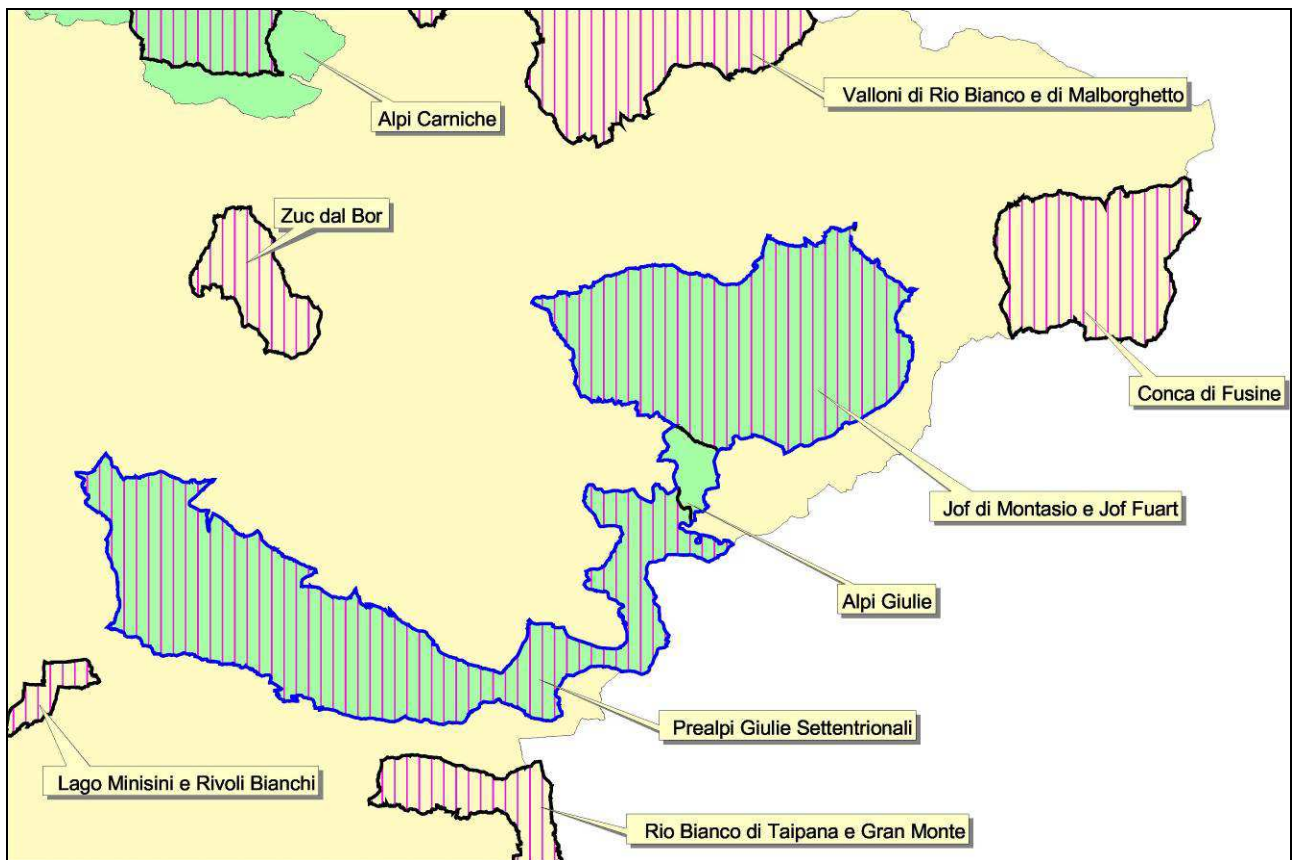 Valloni di Rio Bianco e di Malborghetto
Alpi Carniche
Zuc dal Bor
Conca di Fusine
Jof di Montasio e Jof Fuart
Alpi Giulie
Prealpi Giulie Settentrionali
Lago Minisini e Rivoli Bianchi
Rio Bianco di Taipana e Gran Monte